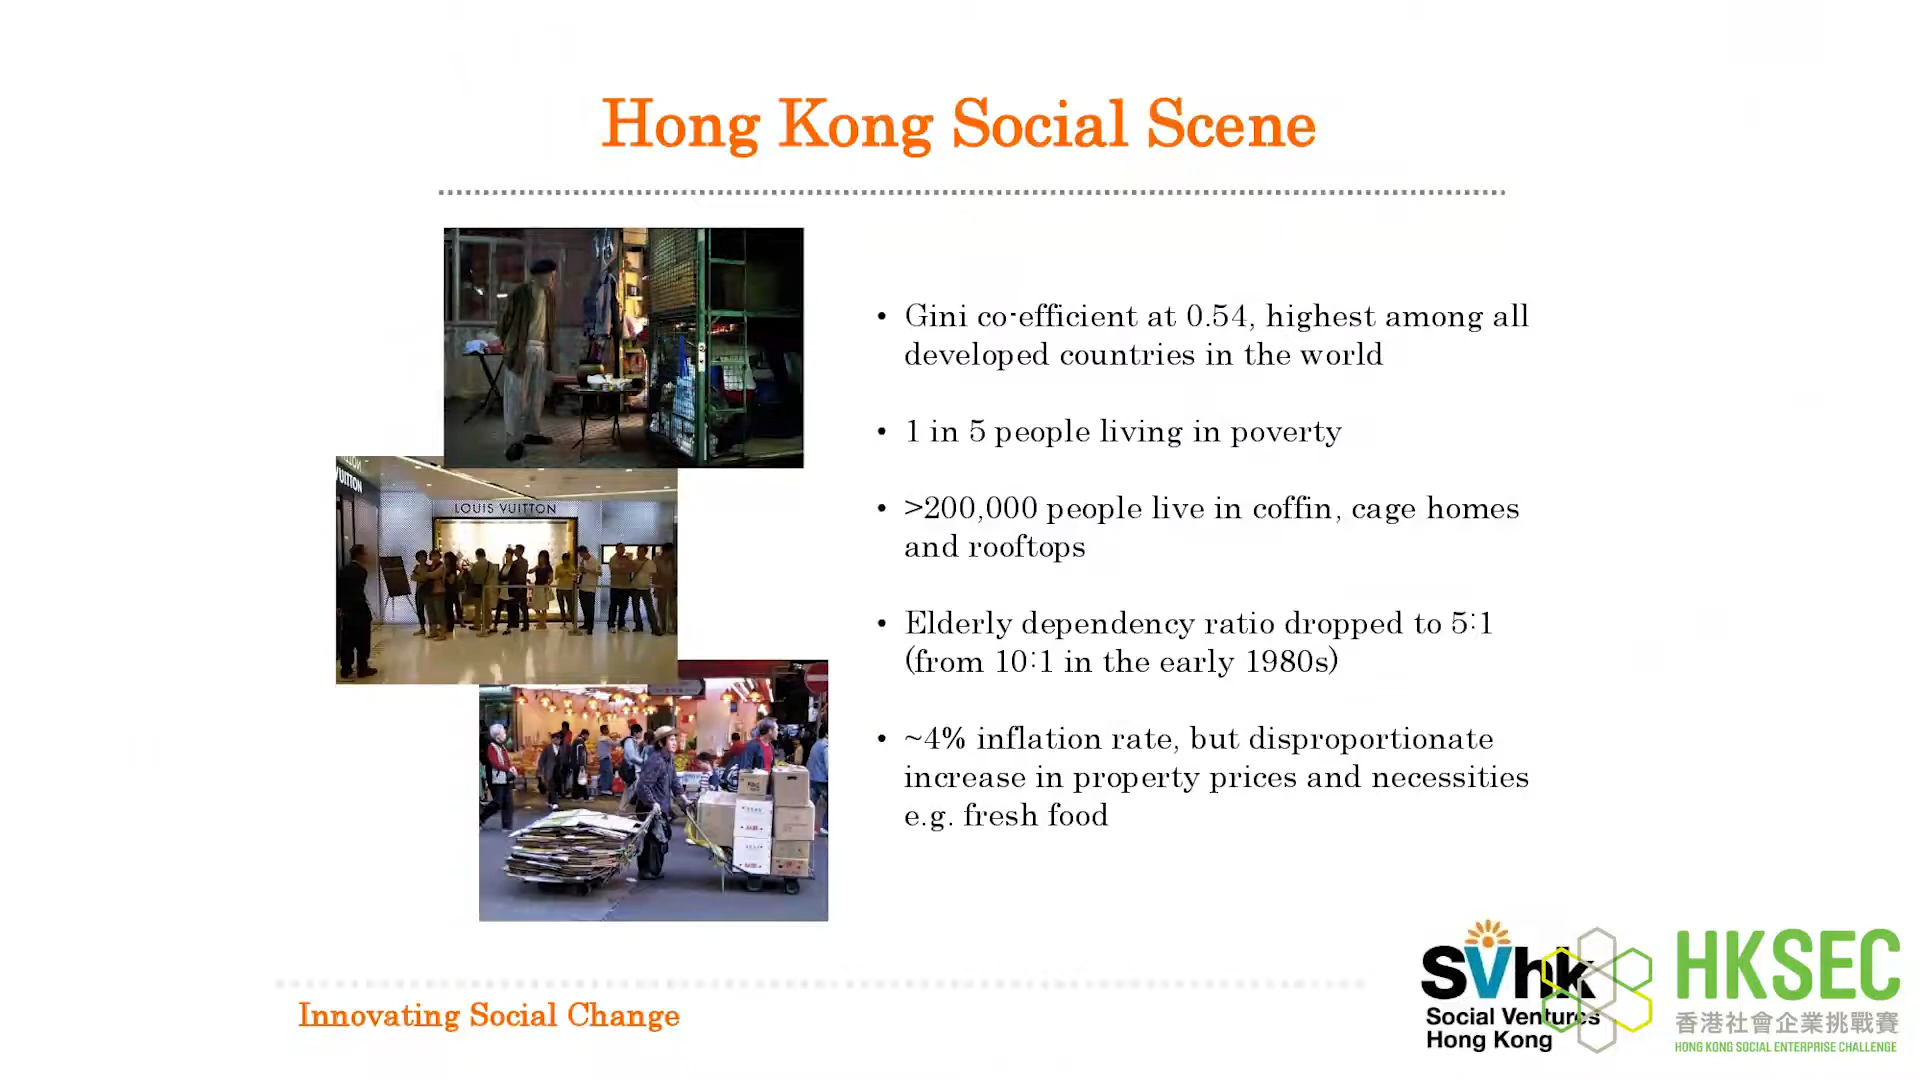 Hong Kong Social Scene
• Gini co-efficient at 0.54, highest among all
developed countries in the world
• 1 in 5 people living in poverty
• >200,000 people live in coffin, cage homes
and rooftops
• Elderly dependency ratio dropped to 5:1
(from 10:1 in the early 1980s)
• ~4% inflation rate, but disproportionate
increase in property prices and necessities
e.g. fresh food
VUITTON
LOUIS VUITTON
Innovating Social Change
SVhk
Social Ventures
Hong Kong
HKSEC
香港社會企業挑戰賽
HONG KONG SOCIAL ENTERPRISE CHALLENGE